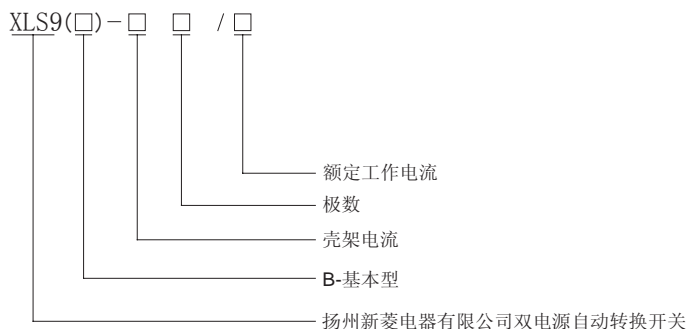 XLS9(□)-□ □ /□
额定工作电流
极数
壳架电流
B-基本型
扬州新菱电器有限公司双电源自动转换开关